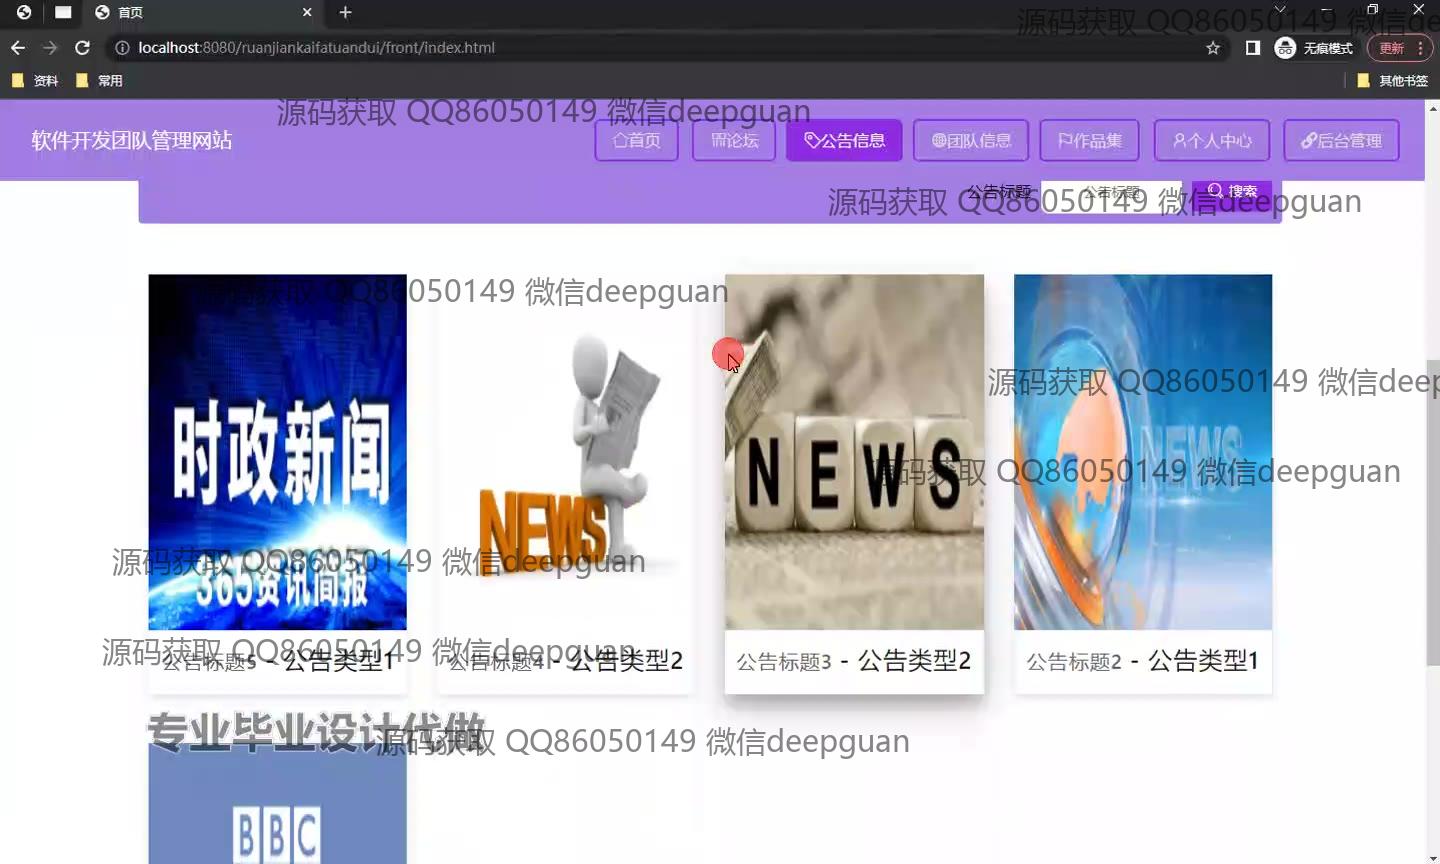 首页
源码获取 QQ86050149 微信dee
localhost:8080/ruanjiankaifatuandui/front/index.html
无痕模式
更新
资料
常用
其他书签
源码获取 QQ86050149 微信deepguan
软件开发团队管理网站
首页
论坛
公告信息
团队信息
作品集
个人中心
后台管理
公告标题
公告标题
搜索
源码获取 QQ86050149 微信deepguan
源码获取 QQ86050149 微信deepguan
源码获取 QQ86050149 微信deep
时政新闻
NEWS
NEWS
NEWS
源码获取 QQ86050149 微信deepguan
源码获取 QQ86050149 微信deepguan
365资讯简报
源码获取 QQ86050149 微信deepguan
公告标题5 - 公告类型1
公告标题4 - 公告类型2
公告标题3 - 公告类型2
公告标题2 - 公告类型1
专业毕业设计代做
源码获取 QQ86050149 微信deepguan
BBC